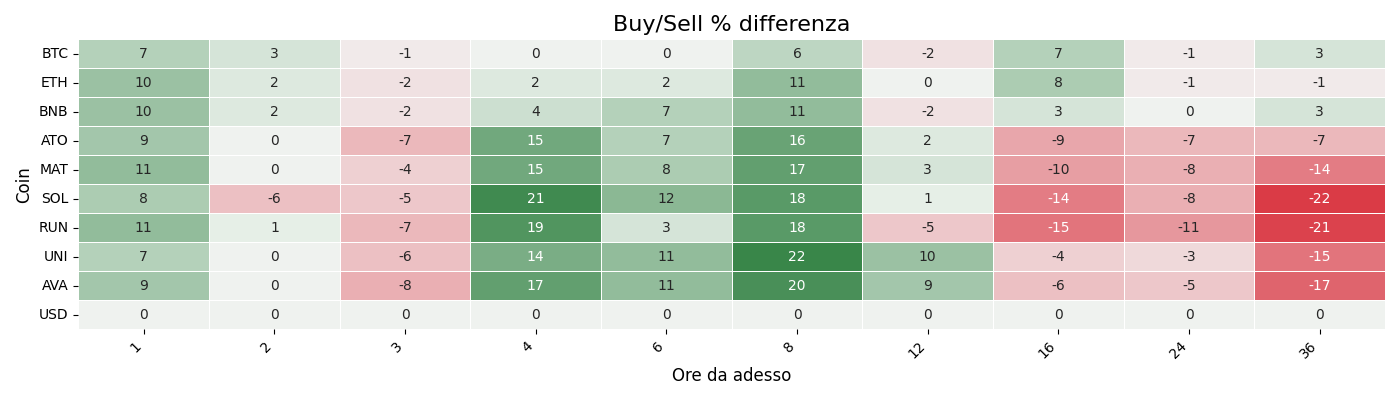 Buy/Sell % differenza
Coin
BTC 7 3 -1 0 0 6 -2 7 -1 3
ETH 10 2 -2 2 2 11 0 8 -1 -1
BNB 10 2 -2 4 7 11 -2 3 0 3
ATO 9 0 -7 15 7 16 2 -9 -7 -7
MAT 11 0 -4 15 8 17 3 -10 -8 -14
SOL 8 -6 -5 21 12 18 1 -14 -8 -22
RUN 11 1 -7 19 3 18 -5 -15 -11 -21
UNI 7 0 -6 14 11 22 10 -4 -3 -15
AVA 9 0 -8 17 11 20 9 -6 -5 -17
USD 0 0 0 0 0 0 0 0 0 0
1 2 3 4 6 8 12 16 24 36
Ore da adesso